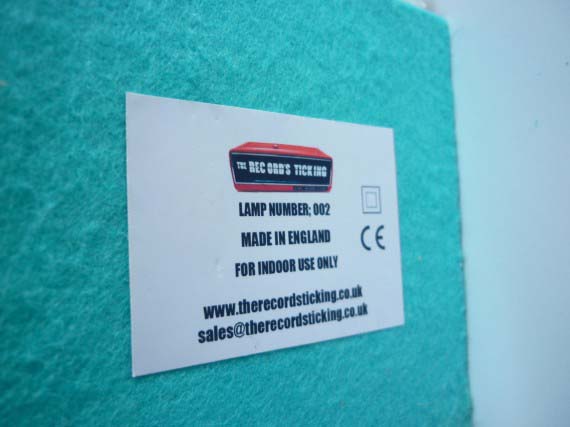 THE RECORD'S TICKING
LAMP NUMBER; 002
MADE IN ENGLAND
FOR INDOOR USE ONLY
CE
www.therecordsticking.co.uk
sales@therecordsticking.co.uk